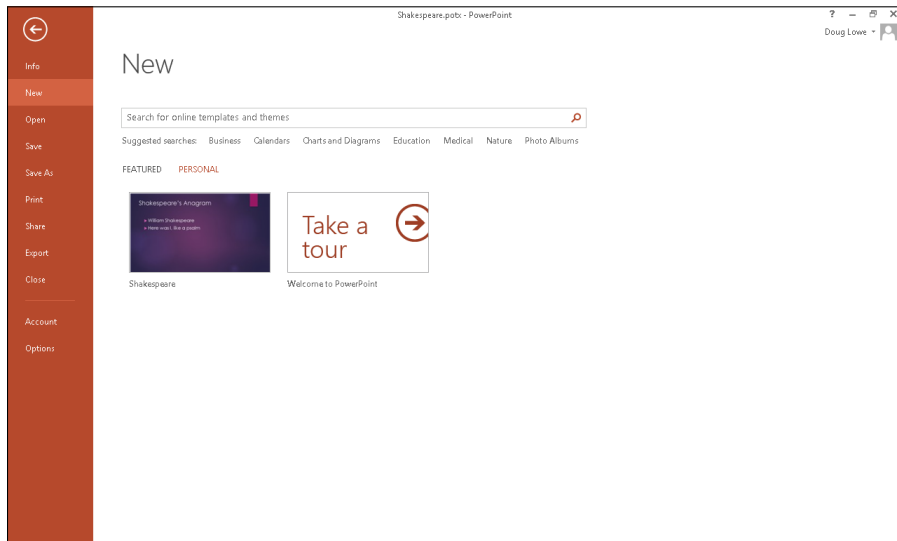 Shakespeare.potx - PowerPoint
?
Doug Lowe
Info
New
Open
Save
Save As
Print
Share
Export
Close
Account
Options
New
Search for online templates and themes
Suggested searches: Business Calendars Charts and Diagrams Education Medical Nature Photo Albums
FEATURED PERSONAL
Shakespeare's Anagram
William Shakespeare
Here was I, like a psalm
Shakespeare
Take a
tour
Welcome to PowerPoint